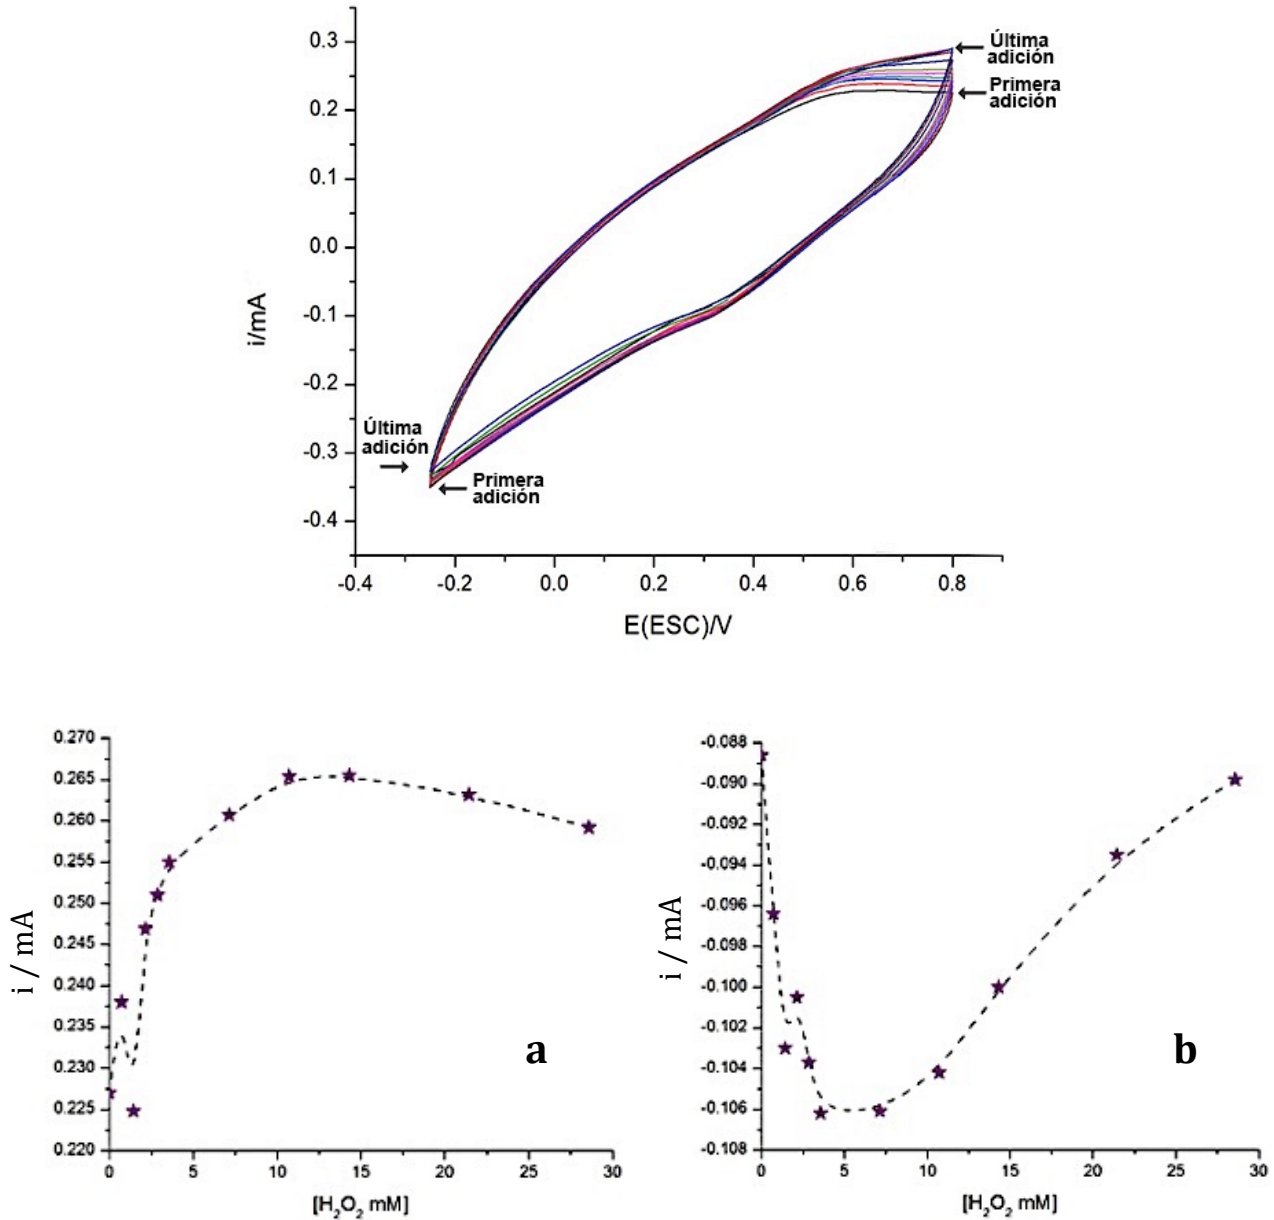 0.3
0.2
0.1
0.0
-0.1
-0.2
-0.3
-0.4
i/mA
Última
adición
Primera
adición
Última
adición
Primera
adición
-0.4 -0.2 0.0 0.2 0.4 0.6 0.8
E(ESC)/V
0.270
0.265
0.260
0.255
0.250
0.245
0.240
0.235
0.230
0.225
0.220
i / mA
a
0 5 10 15 20 25 30
[H₂O₂ mM]
-0.088
-0.090
-0.092
-0.094
-0.096
-0.098
-0.100
-0.102
-0.104
-0.106
-0.108
i / mA
b
0 5 10 15 20 25 30
[H₂O₂ mM]